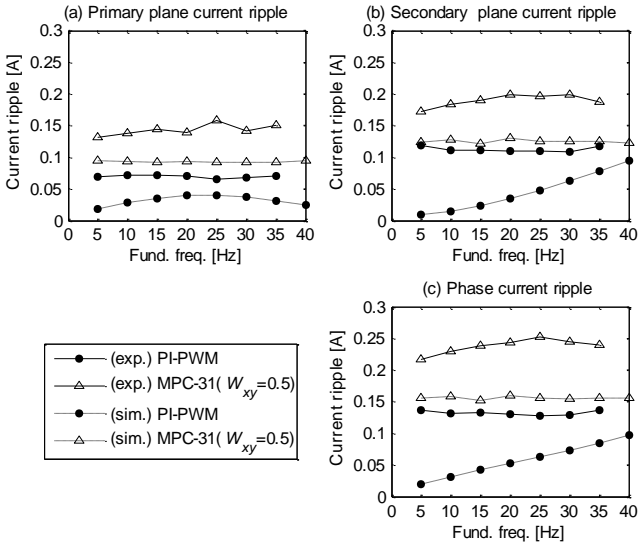 (a) Primary plane current ripple
0.3
0.25
0.2
0.15
0.1
0.05
0
Current ripple [A]
0 5 10 15 20 25 30 35 40
Fund. freq. [Hz]
(b) Secondary plane current ripple
0.3
0.25
0.2
0.15
0.1
0.05
0
Current ripple [A]
0 5 10 15 20 25 30 35 40
Fund. freq. [Hz]
(exp.) PI-PWM
(exp.) MPC-31( W_xy=0.5)
(sim.) PI-PWM
(sim.) MPC-31( W_xy=0.5)
(c) Phase current ripple
0.3
0.25
0.2
0.15
0.1
0.05
0
Current ripple [A]
0 5 10 15 20 25 30 35 40
Fund. freq. [Hz]